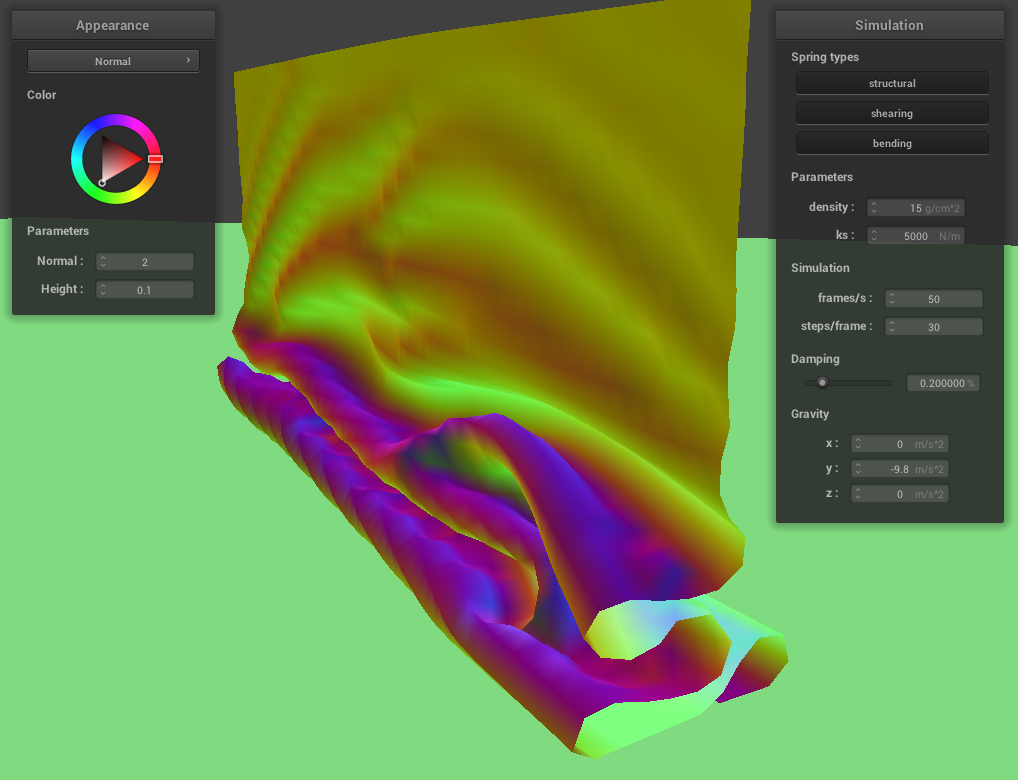 Appearance
Normal
Color
Parameters
Normal : 2
Height : 0.1
Simulation
Spring types
structural
shearing
bending
Parameters
density : 15 g/cm^2
ks : 5000 N/m
Simulation
frames/s : 50
steps/frame : 30
Damping
0.200000 %
Gravity
x : 0 m/s^2
y : -9.8 m/s^2
z : 0 m/s^2